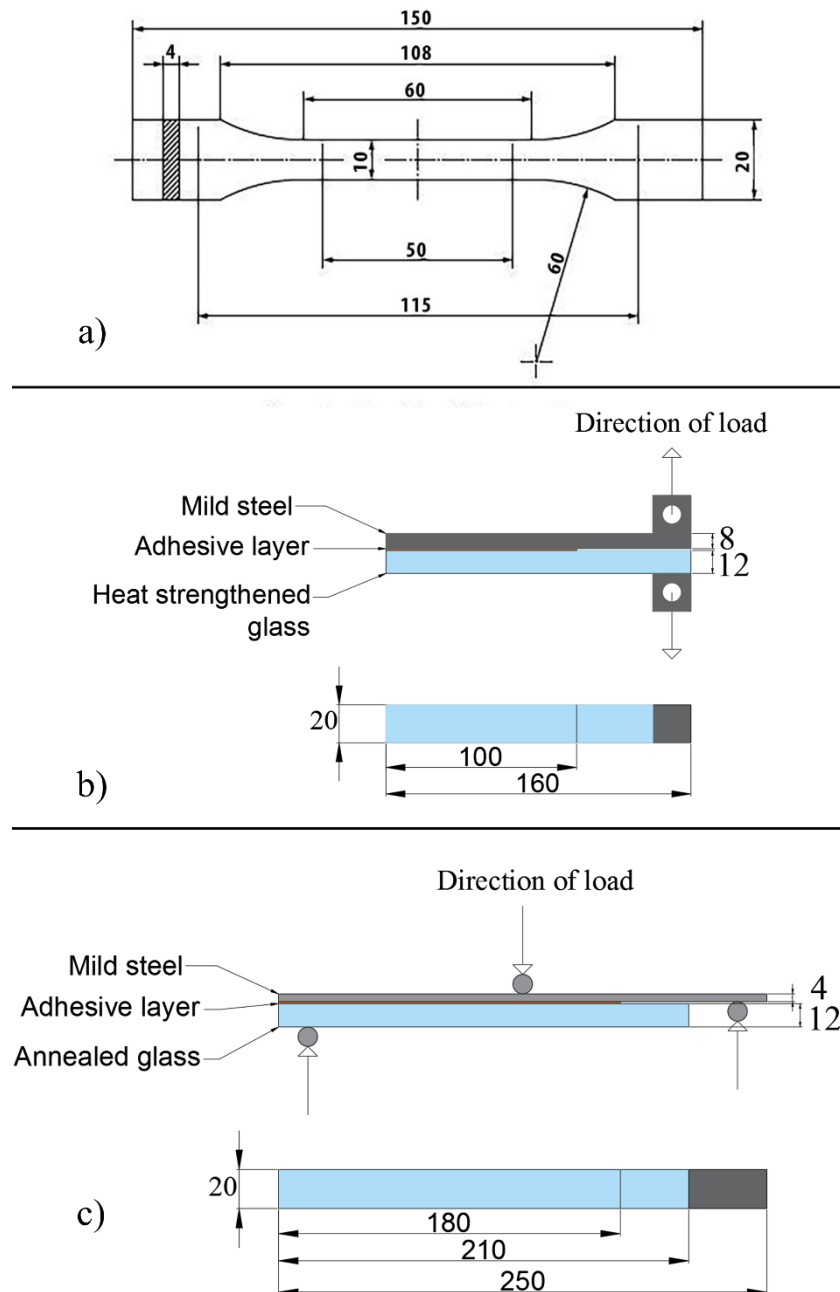 150
4
108
60
10
20
50
60
115
a)
Direction of load
Mild steel
Adhesive layer
8
12
Heat strengthened
glass
20
100
160
b)
Direction of load
Mild steel
Adhesive layer
4
12
Annealed glass
20
180
c)
210
250